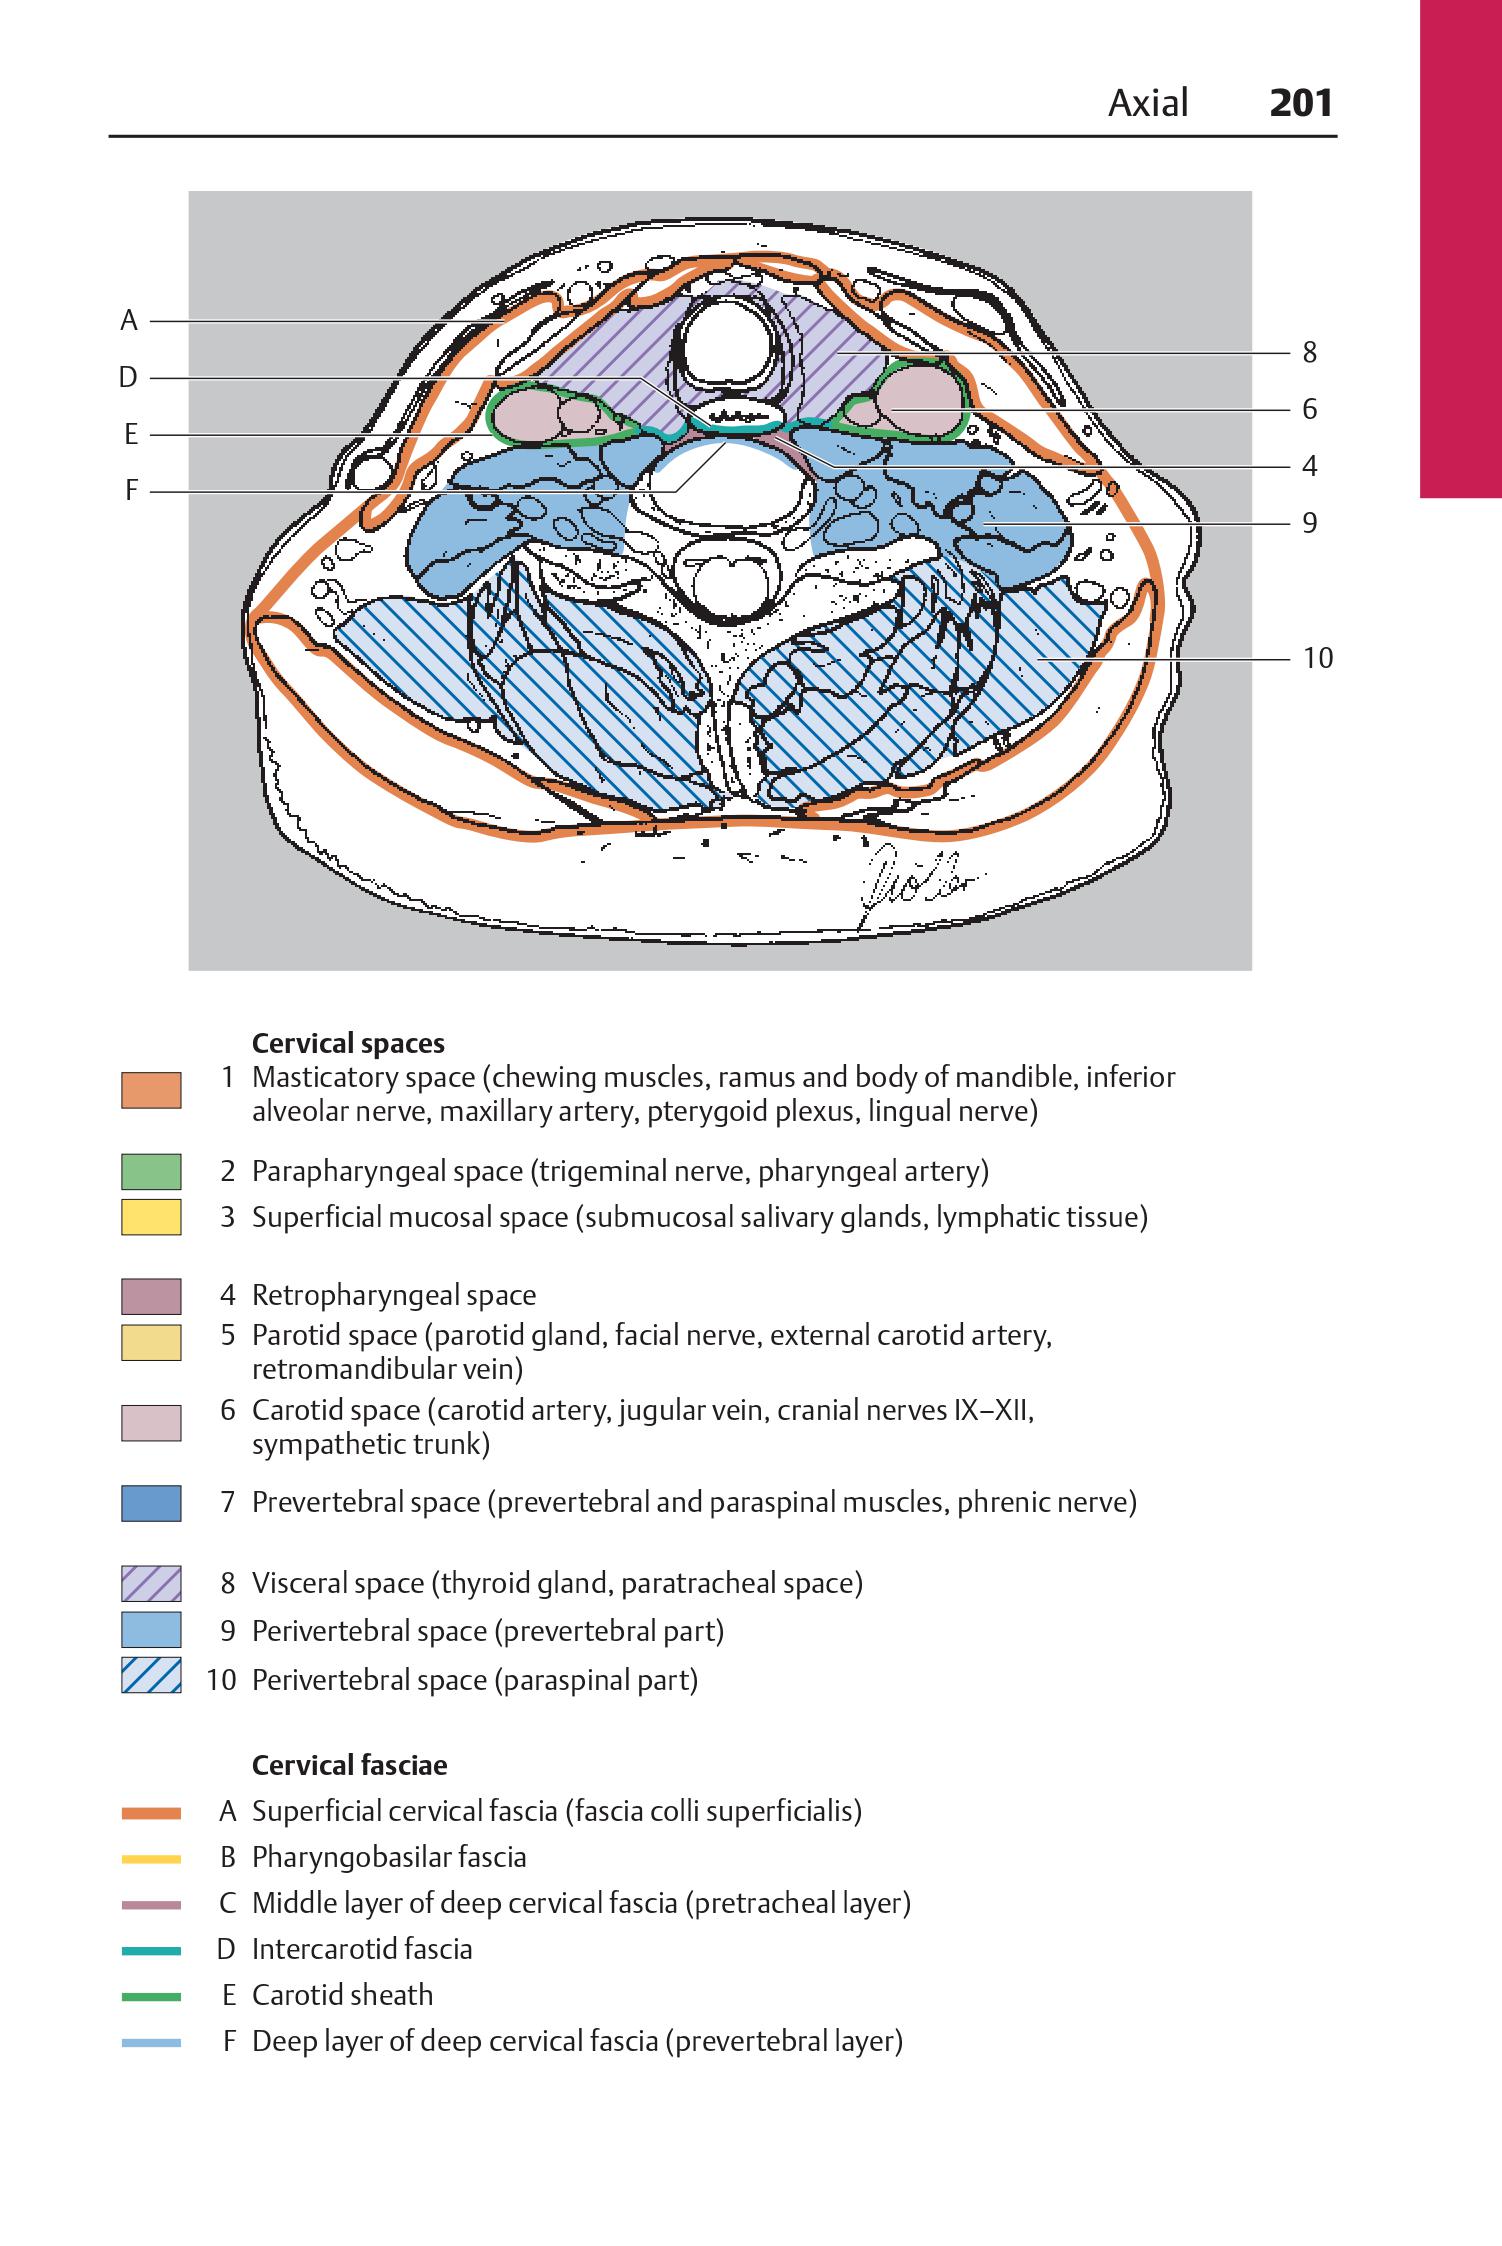 Axial 201
A
D
E
F
8
6
4
9
10
Cervical spaces
1 Masticatory space (chewing muscles, ramus and body of mandible, inferior
alveolar nerve, maxillary artery, pterygoid plexus, lingual nerve)
2 Parapharyngeal space (trigeminal nerve, pharyngeal artery)
3 Superficial mucosal space (submucosal salivary glands, lymphatic tissue)
4 Retropharyngeal space
5 Parotid space (parotid gland, facial nerve, external carotid artery,
retromandibular vein)
6 Carotid space (carotid artery, jugular vein, cranial nerves IX–XII,
sympathetic trunk)
7 Prevertebral space (prevertebral and paraspinal muscles, phrenic nerve)
8 Visceral space (thyroid gland, paratracheal space)
9 Perivertebral space (prevertebral part)
10 Perivertebral space (paraspinal part)
Cervical fasciae
A Superficial cervical fascia (fascia colli superficialis)
B Pharyngobasilar fascia
C Middle layer of deep cervical fascia (pretracheal layer)
D Intercarotid fascia
E Carotid sheath
F Deep layer of deep cervical fascia (prevertebral layer)